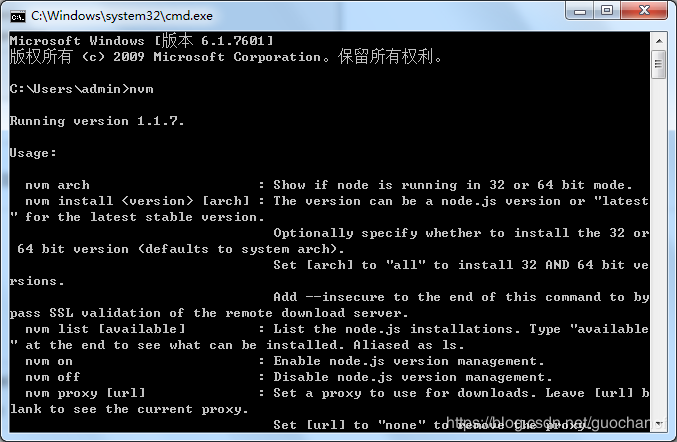 C:\Windows\system32\cmd.exe
Microsoft Windows [版本 6.1.7601]
版权所有 (c) 2009 Microsoft Corporation。保留所有权利。
C:\Users\admin>nvm
Running version 1.1.7.
Usage:
nvm arch : Show if node is running in 32 or 64 bit mode.
nvm install <version> [arch] : The version can be a node.js version or "latest
" for the latest stable version.
Optionally specify whether to install the 32 or
64 bit version (defaults to system arch).
Set [arch] to "all" to install 32 AND 64 bit ve
rsions.
Add --insecure to the end of this command to by
pass SSL validation of the remote download server.
nvm list [available] : List the node.js installations. Type "available
" at the end to see what can be installed. Aliased as ls.
nvm on : Enable node.js version management.
nvm off : Disable node.js version management.
nvm proxy [url] : Set a proxy to use for downloads. Leave [url] b
lank to see the current proxy.
Set [url] to "none" to remove the proxy.
https://blog.csdn.net/guochan